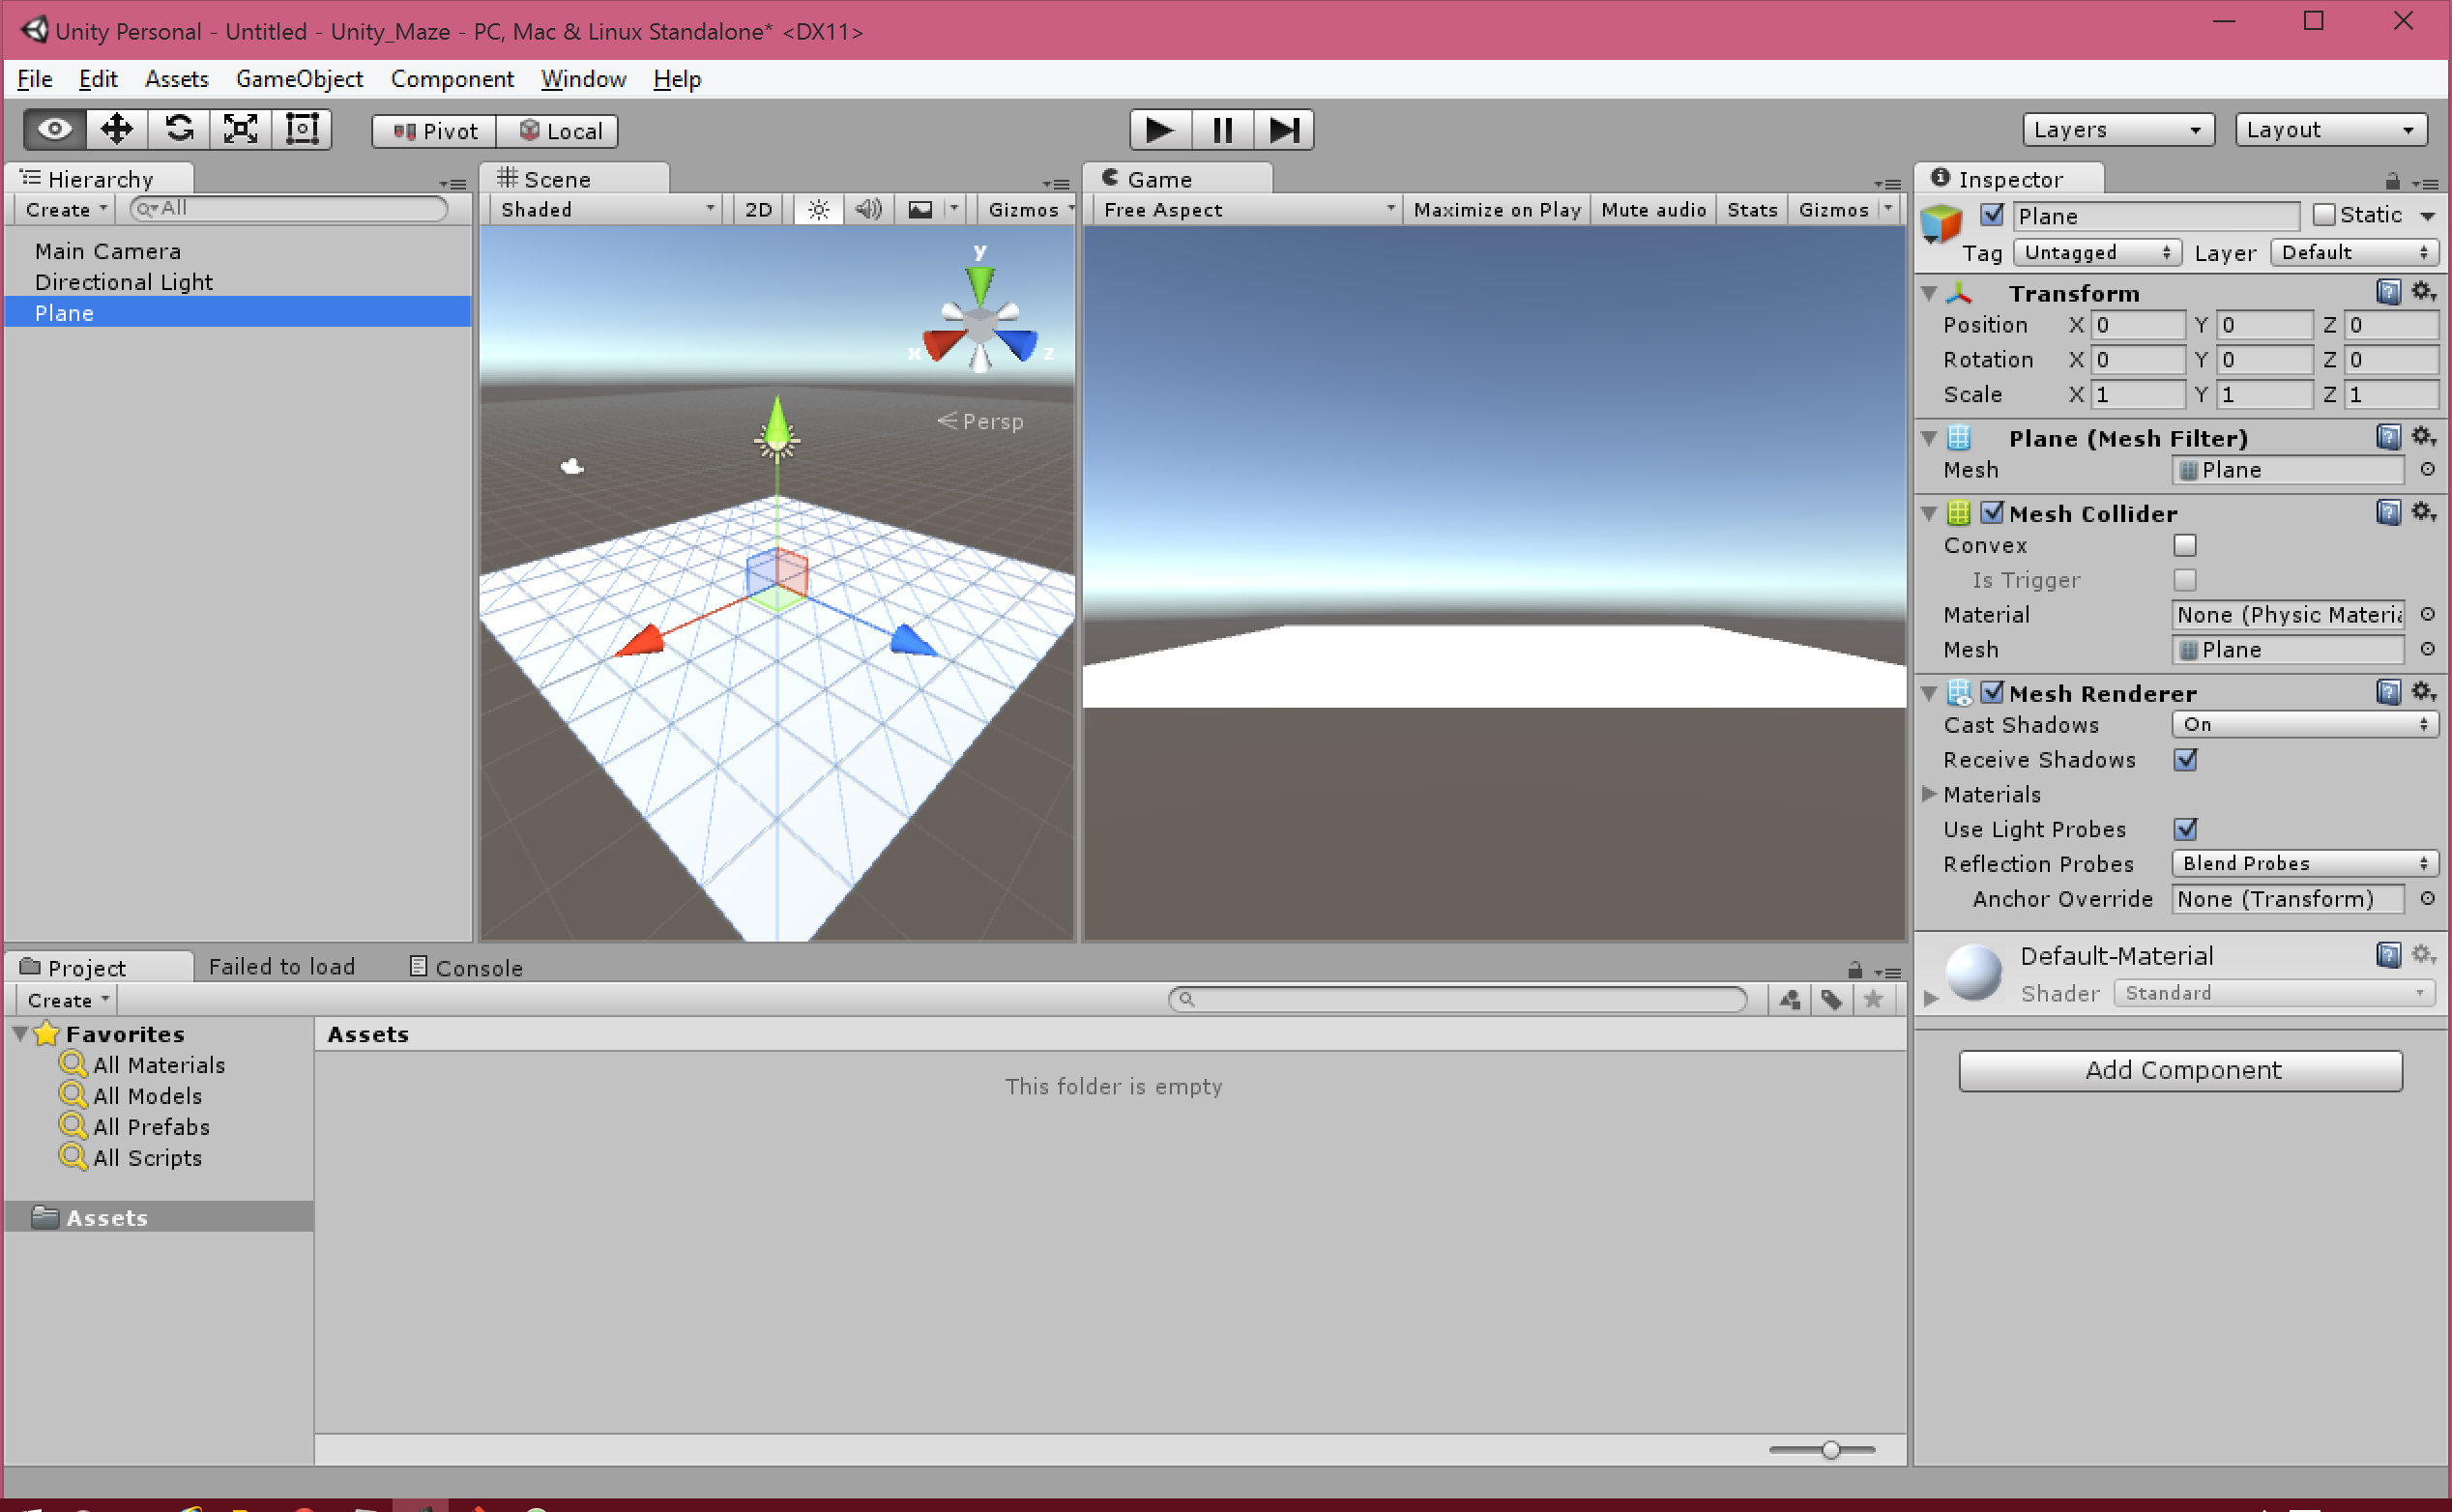 Unity Personal - Untitled - Unity_Maze - PC, Mac & Linux Standalone* <DX11>
File Edit Assets GameObject Component Window Help
Pivot Local Layers Layout
Hierarchy
Create All
Main Camera
Directional Light
Plane
Scene
Shaded 2D Gizmos
y
x z
Persp
Game
Free Aspect Maximize on Play Mute audio Stats Gizmos
Inspector
Plane Static
Tag Untagged Layer Default
Transform
Position X 0 Y 0 Z 0
Rotation X 0 Y 0 Z 0
Scale X 1 Y 1 Z 1
Plane (Mesh Filter)
Mesh Plane
Mesh Collider
Convex
Is Trigger
Material None (Physic Materia
Mesh Plane
Mesh Renderer
Cast Shadows On
Receive Shadows
Materials
Use Light Probes
Reflection Probes Blend Probes
Anchor Override None (Transform)
Default-Material
Shader Standard
Add Component
Project Failed to load Console
Create
Favorites
All Materials
All Models
All Prefabs
All Scripts
Assets
Assets
This folder is empty